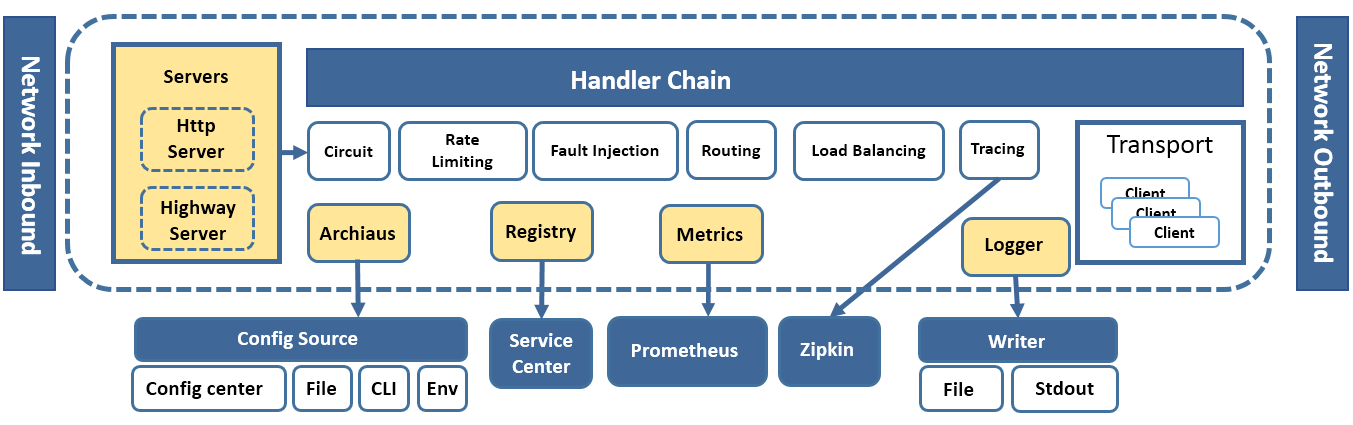 Network Inbound
Servers
Http
Server
Highway
Server
Handler Chain
Circuit
Rate
Limiting
Fault Injection
Routing
Load Balancing
Tracing
Transport
Client
Client
Client
Network Outbound
Archiaus
Registry
Metrics
Logger
Config Source
Config center
File
CLI
Env
Service
Center
Prometheus
Zipkin
Writer
File
Stdout